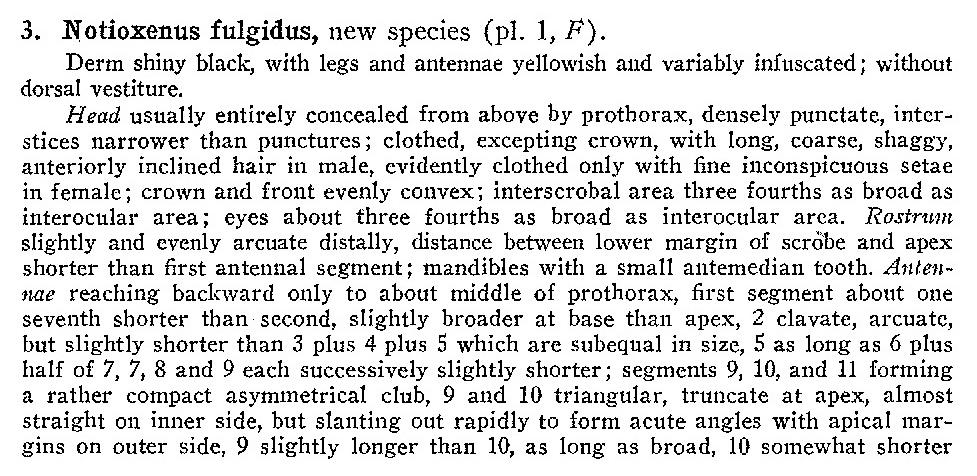 3. Notioxenus fulgidus, new species (pl. 1, F).
Derm shiny black, with legs and antennae yellowish and variably infuscated; without
dorsal vestiture.
Head usually entirely concealed from above by prothorax, densely punctate, inter-
stices narrower than punctures; clothed, excepting crown, with long, coarse, shaggy,
anteriorly inclined hair in male, evidently clothed only with fine inconspicuous setae
in female; crown and front evenly convex; interscrobal area three fourths as broad as
interocular area; eyes about three fourths as broad as interocular area. Rostrum
slightly and evenly arcuate distally, distance between lower margin of scrobe and apex
shorter than first antennal segment; mandibles with a small antemedian tooth. Anten-
nae reaching backward only to about middle of prothorax, first segment about one
seventh shorter than second, slightly broader at base than apex, 2 clavate, arcuate,
but slightly shorter than 3 plus 4 plus 5 which are subequal in size, 5 as long as 6 plus
half of 7, 7, 8 and 9 each successively slightly shorter; segments 9, 10, and 11 forming
a rather compact asymmetrical club, 9 and 10 triangular, truncate at apex, almost
straight on inner side, but slanting out rapidly to form acute angles with apical mar-
gins on outer side, 9 slightly longer than 10, as long as broad, 10 somewhat shorter